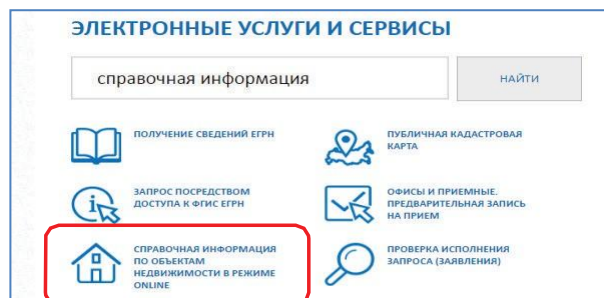 ЭЛЕКТРОННЫЕ УСЛУГИ И СЕРВИСЫ
справочная информация
НАЙТИ
ПОЛУЧЕНИЕ СВЕДЕНИЙ ЕГРН
ПУБЛИЧНАЯ КАДАСТРОВАЯ
КАРТА
ЗАПРОС ПОСРЕДСТВОМ
ДОСТУПА К ФГИС ЕГРН
ОФИСЫ И ПРИЕМНЫЕ.
ПРЕДВАРИТЕЛЬНАЯ ЗАПИСЬ
НА ПРИЕМ
СПРАВОЧНАЯ ИНФОРМАЦИЯ
ПО ОБЪЕКТАМ
НЕДВИЖИМОСТИ В РЕЖИМЕ
ONLINE
ПРОВЕРКА ИСПОЛНЕНИЯ
ЗАПРОСА (ЗАЯВЛЕНИЯ)